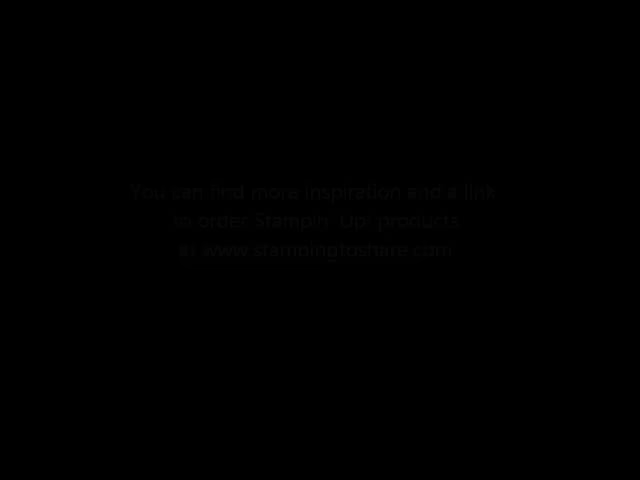 You can find more inspiration and a link
to order Stampin' Up! products
at www.stampingtoshare.com